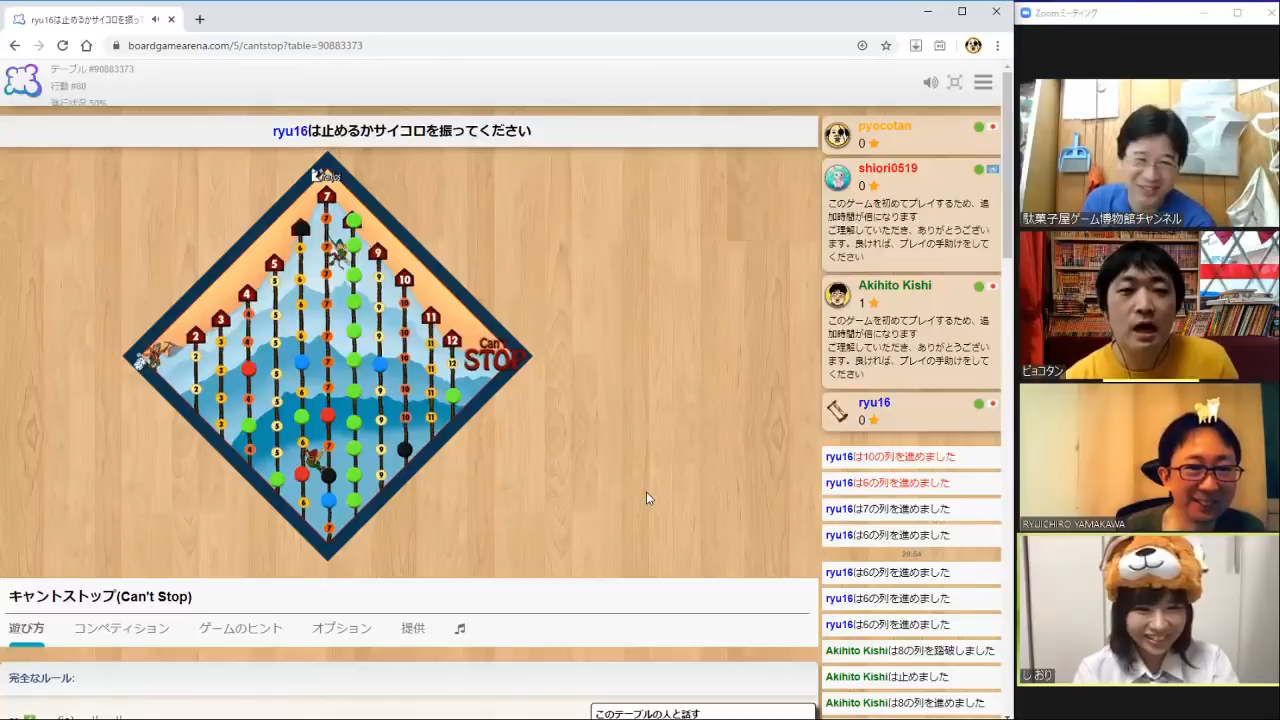 ryu16は止めるかサイコロを振って
Zoomミーティング
boardgamearena.com/5/cantstop?table=90883373
テーブル #90883373
行動 #80
進行状況 50%
ryu16は止めるかサイコロを振ってください
7
9
5
10
4
3
11
2
12
Can't
STOP
pyocotan
0
shiori0519
0
このゲームを初めてプレイするため、追
加時間が倍になります
ご理解していただき、ありがとうござい
ます。良ければ、プレイの手助けをして
ください
Akihito Kishi
1
このゲームを初めてプレイするため、追
加時間が倍になります
ご理解していただき、ありがとうござい
ます。良ければ、プレイの手助けをして
ください
ryu16
0
ryu16は10の列を進めました
ryu16は6の列を進めました
ryu16は7の列を進めました
ryu16は6の列を進めました
20:54
ryu16は6の列を進めました
ryu16は6の列を進めました
ryu16は6の列を進めました
Akihito Kishiは8の列を踏破しました
Akihito Kishiは止めました
Akihito Kishiは8の列を進めました
キャントストップ(Can't Stop)
遊び方 コンペティション ゲームのヒント オプション 提供
完全なルール:
このテーブルの人と話す
駄菓子屋ゲーム博物館チャンネル
ピョコタン
RYUICHIRO YAMAKAWA
しおり